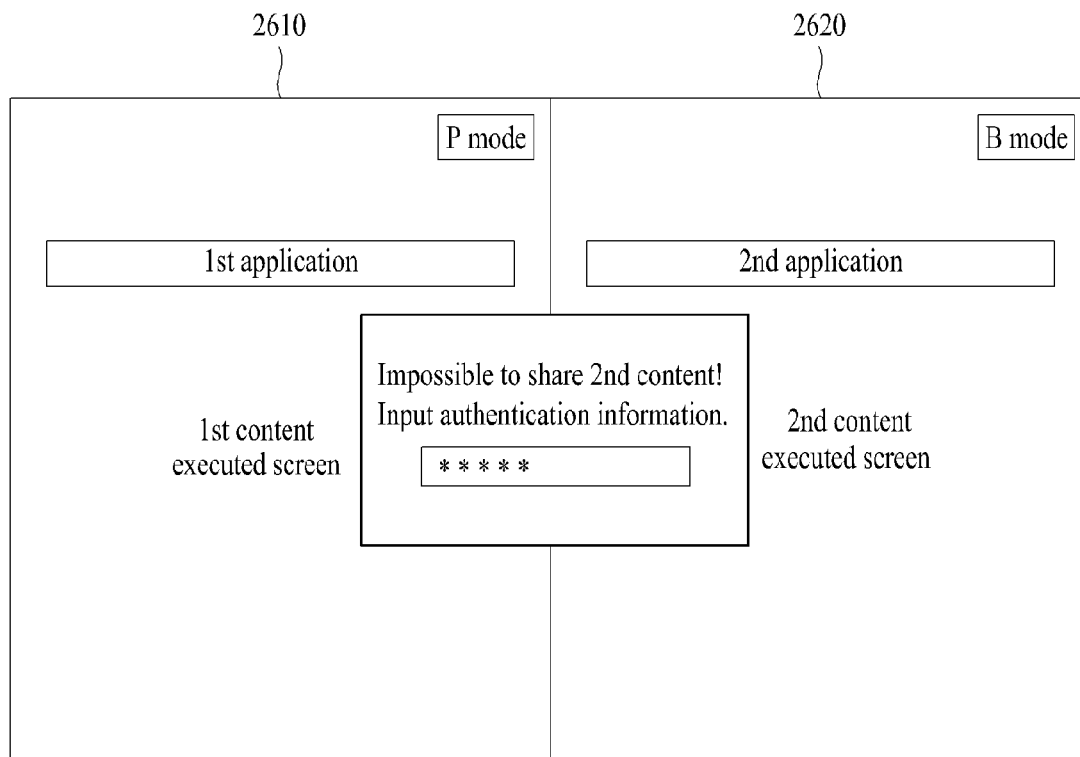 2610
2620
P mode
B mode
1st application
2nd application
Impossible to share 2nd content!
Input authentication information.
* * * * *
1st content
executed screen
2nd content
executed screen